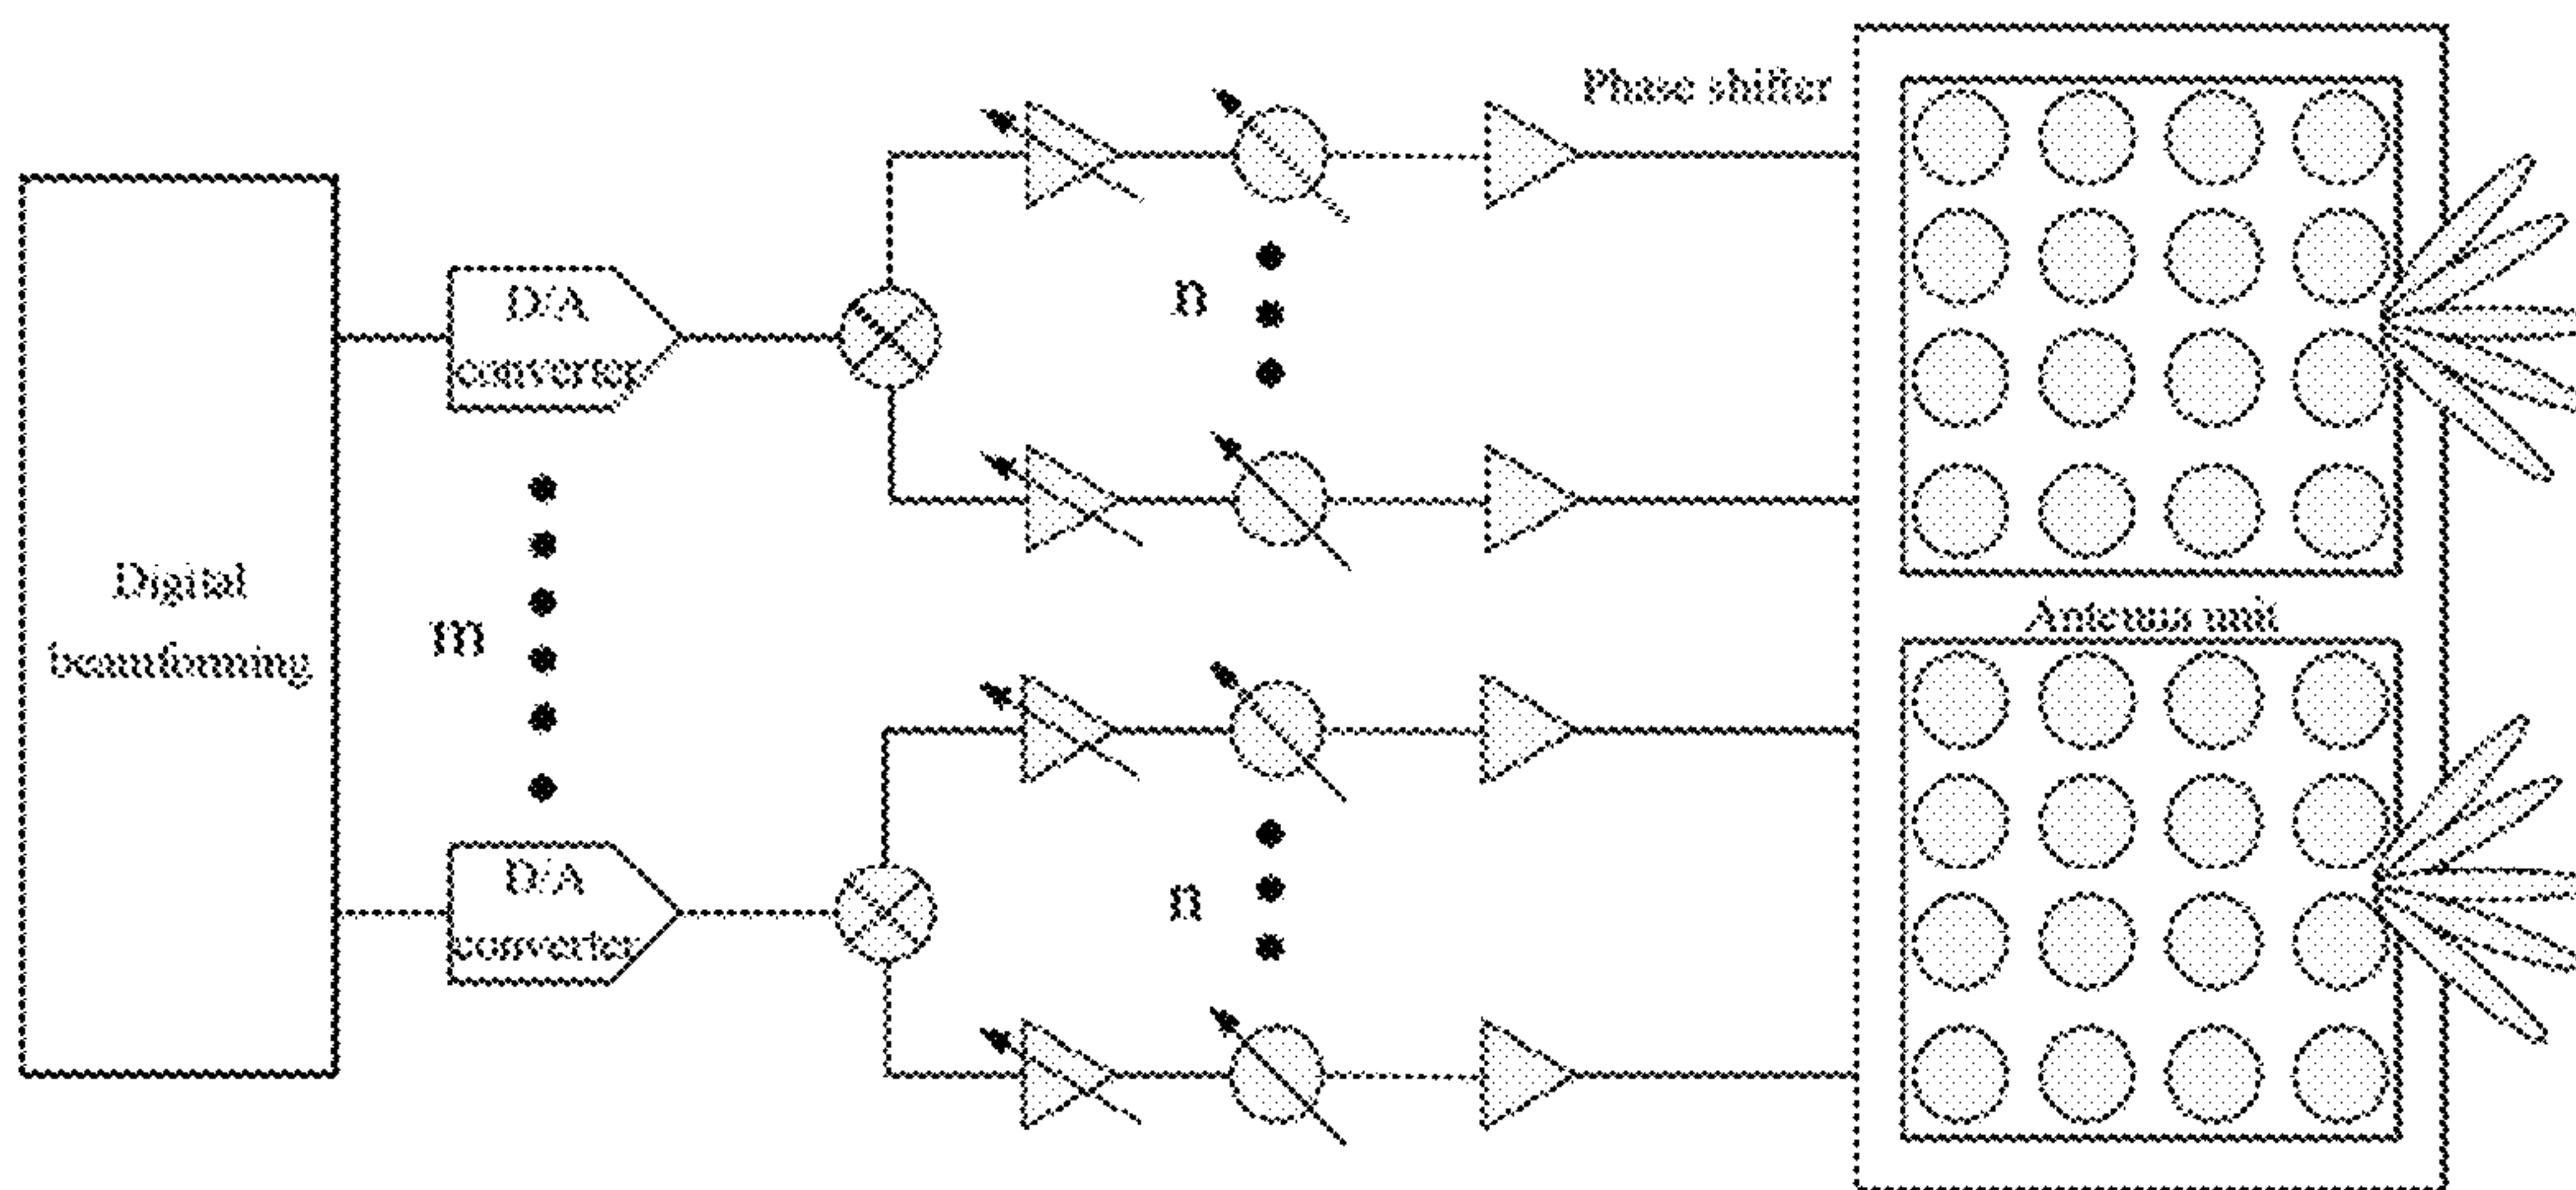 Phase shifter
D/A
converter
n
Digital
beamforming
m
Antenna unit
D/A
converter
n